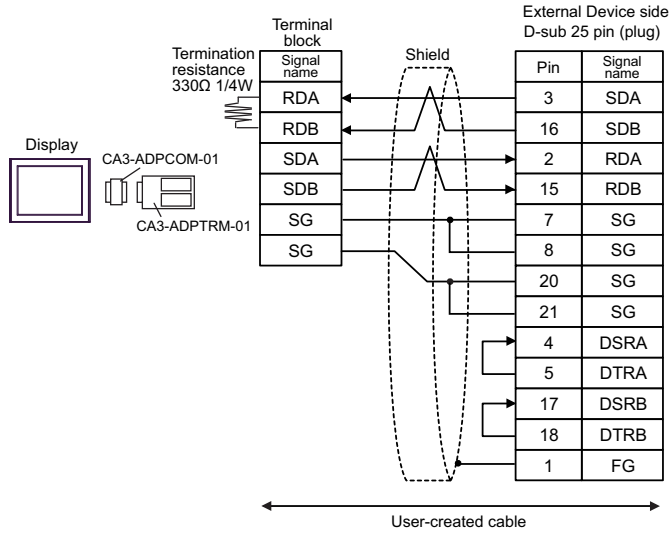 External Device side
D-sub 25 pin (plug)
Terminal
block
Termination
resistance
330Ω 1/4W
Shield
Signal
name
Pin
Signal
name
RDA
3
SDA
RDB
16
SDB
Display
CA3-ADPCOM-01
CA3-ADPTRM-01
SDA
2
RDA
SDB
15
RDB
SG
7
SG
8
SG
SG
20
SG
21
SG
4
DSRA
5
DTRA
17
DSRB
18
DTRB
1
FG
User-created cable